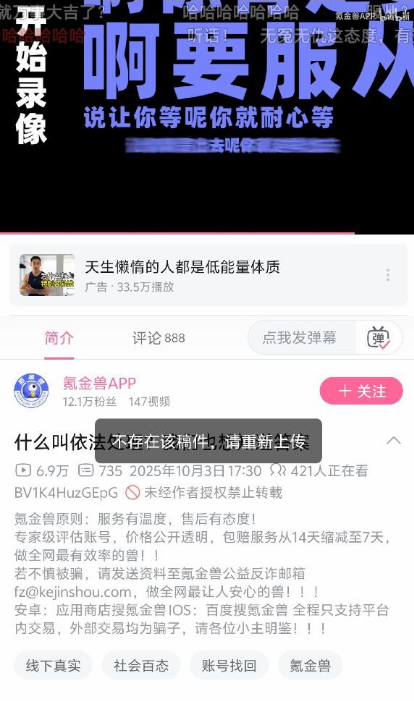 哈哈哈哈哈哈哈
氪金兽APP bilibili
哈哈哈哈哈
听话！
无冤无仇这态度，有
开始录像
啊要服从
说让你等呢你就耐心等
天生懒惰的人都是低能量体质
广告 · 33.5万播放
简介
评论 888
点我发弹幕
弹
氪金兽APP
12.1万粉丝 147视频
+ 关注
什么叫依法
不存在该稿件，请重新上传
6.9万 735 2025年10月3日 17:30 421人正在看
BV1K4HuzGEpG 未经作者授权禁止转载
氪金兽原则：服务有温度，售后有态度！
专家级评估账号，价格公开透明，包赔服务从14天缩减至7天，
做全网最有效率的兽！！
若不慎被骗，请发送资料至氪金兽公益反诈邮箱
fz@kejinshou.com，做全网最让人安心的兽！！！
安卓：应用商店搜氪金兽IOS：百度搜氪金兽 全程只支持平台
内交易，外部交易均为骗子，请各位小主明鉴！！！
线下真实
社会百态
账号找回
氪金兽